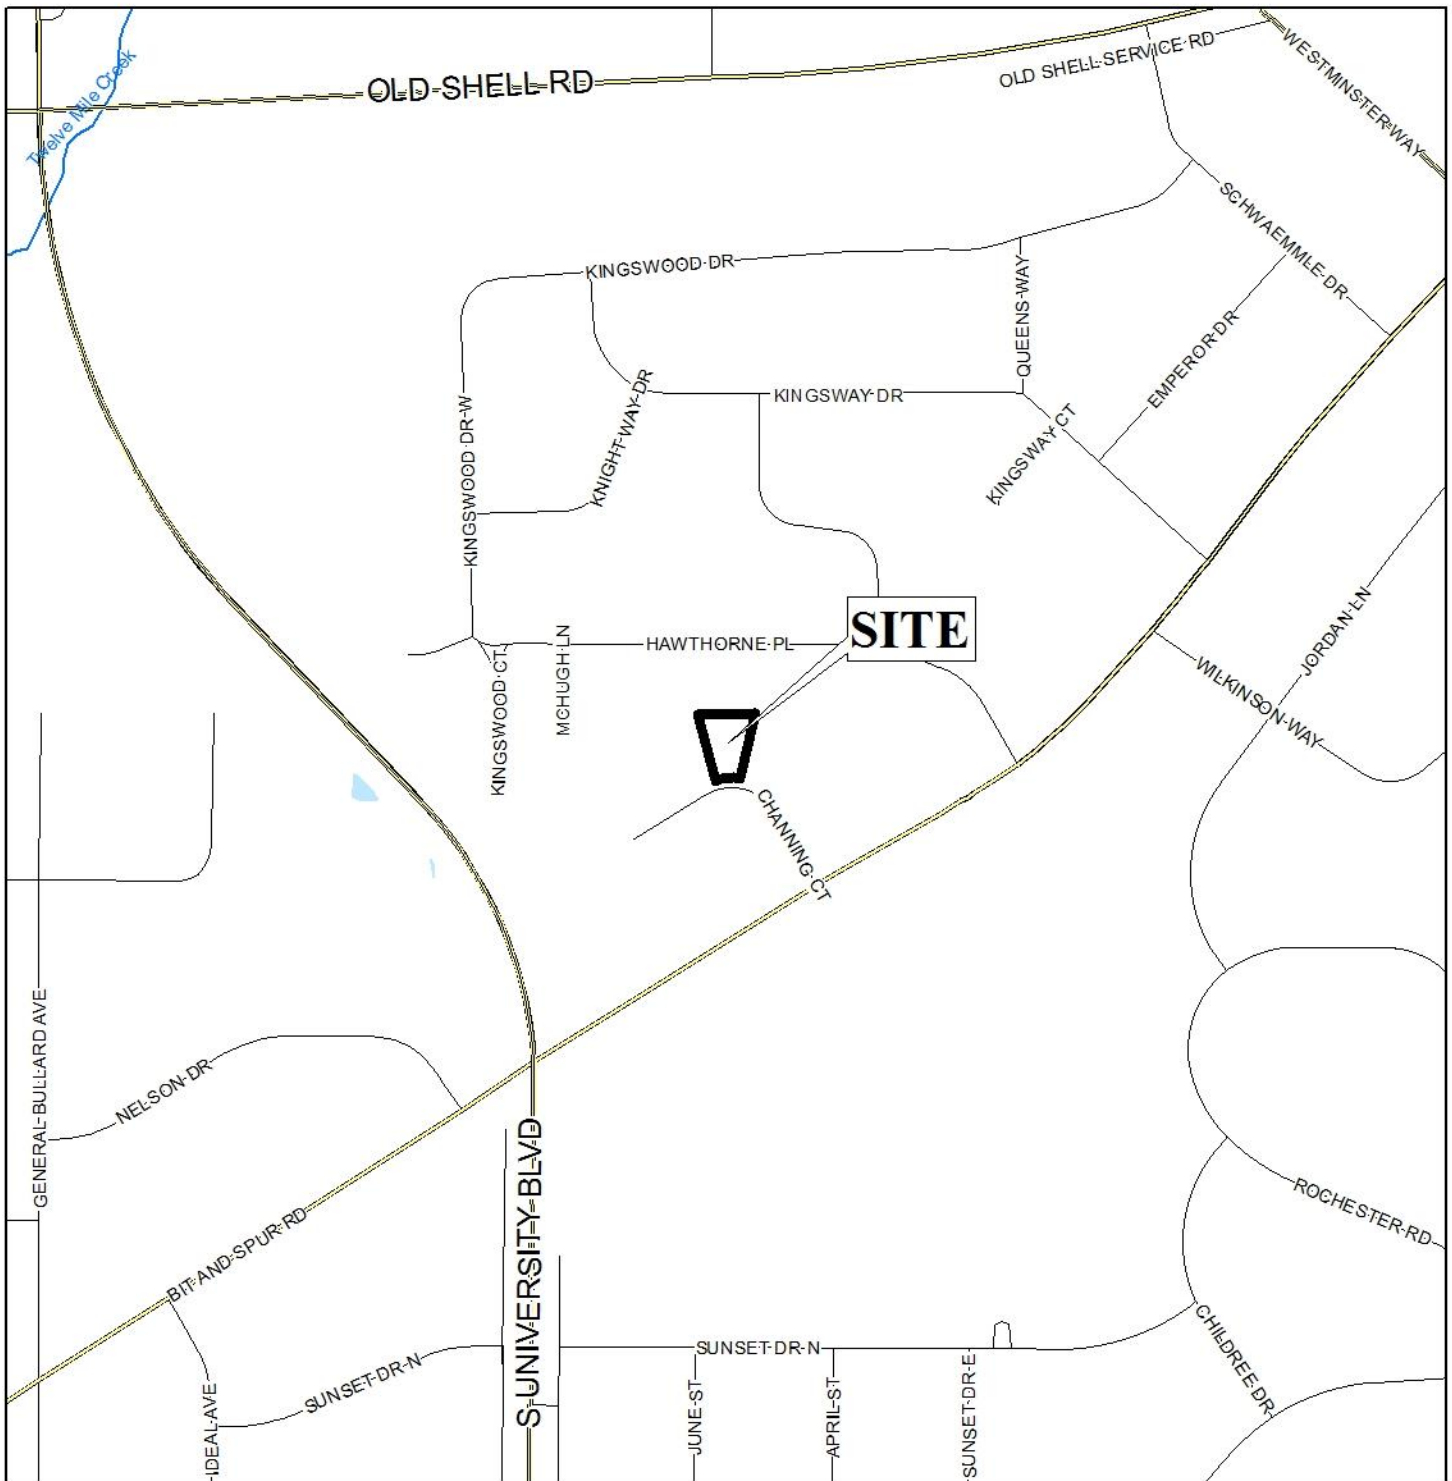 OLD SHELL RD
OLD SHELL SERVICE RD
WESTMINSTER WAY
Twelve Mile Creek
SCHWAEMMLE DR
KINGSWOOD DR
QUEENS WAY
EMPEROR DR
KINGSWAY DR
KNIGHT WAY DR
KINGSWOOD DR W
KINGSWAY CT
SITE
HAWTHORNE PL
MCHUGH LN
KINGSWOOD CT
JORDAN LN
WILKINSON WAY
CHANNING CT
GENERAL BULLARD AVE
NELSON DR
S UNIVERSITY BLVD
BIT AND SPUR RD
ROCHESTER RD
CHILDREE DR
SUNSET DR N
SUNSET DR N
IDEAL AVE
JUNE ST
APRIL ST
SUNSET DR E